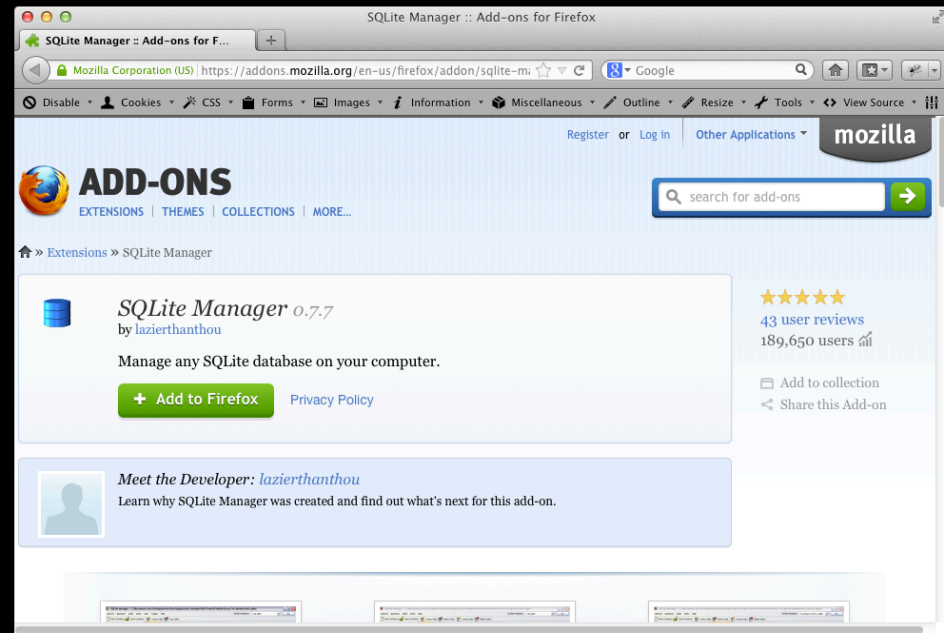 SQLite Manager :: Add-ons for Firefox
SQLite Manager :: Add-ons for F...
Mozilla Corporation (US) https://addons.mozilla.org/en-us/firefox/addon/sqlite-m
Google
Disable Cookies CSS Forms Images Information Miscellaneous Outline Resize Tools View Source
Register or Log in Other Applications mozilla
ADD-ONS
EXTENSIONS | THEMES | COLLECTIONS | MORE...
search for add-ons
» Extensions » SQLite Manager
SQLite Manager 0.7.7
by lazierthanthou
Manage any SQLite database on your computer.
+ Add to Firefox Privacy Policy
43 user reviews
189,650 users
Add to collection
Share this Add-on
Meet the Developer: lazierthanthou
Learn why SQLite Manager was created and find out what's next for this add-on.